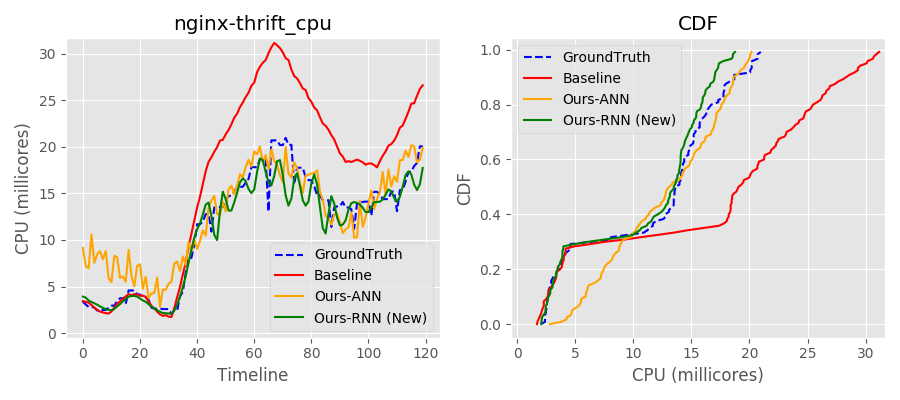 nginx-thrift_cpu
CPU (millicores)
30
25
20
15
10
5
0
GroundTruth
Baseline
Ours-ANN
Ours-RNN (New)
0 20 40 60 80 100 120
Timeline
CDF
CDF
1.0
0.8
0.6
0.4
0.2
0.0
GroundTruth
Baseline
Ours-ANN
Ours-RNN (New)
0 5 10 15 20 25 30
CPU (millicores)